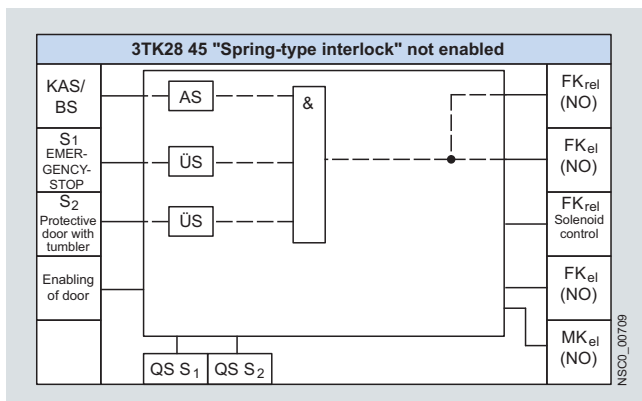 3TK28 45 "Spring-type interlock" not enabled
KAS/
BS
AS
&
FKrel
(NO)
S1
EMER-
GENCY-
STOP
ÜS
FKel
(NO)
S2
Protective
door with
tumbler
ÜS
FKrel
Solenoid
control
Enabling
of door
FKel
(NO)
MKel
(NO)
QS S1
QS S2
NSC0_00709